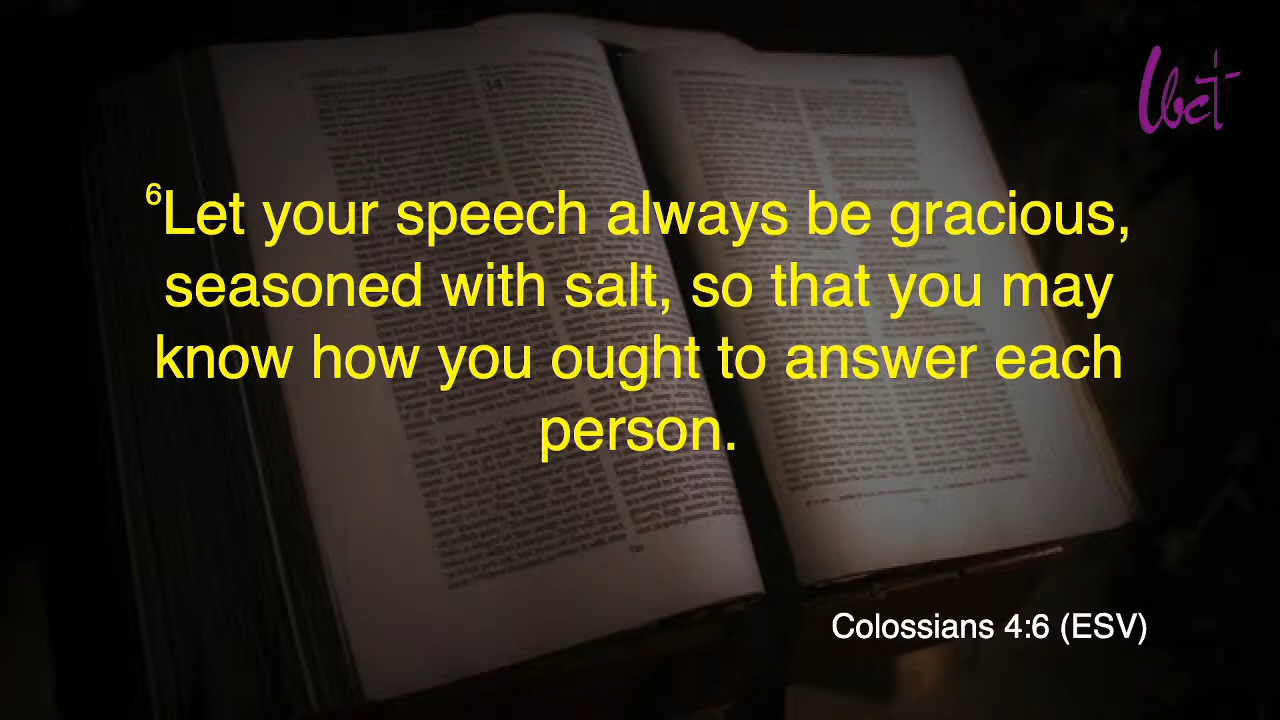 lbct
⁶Let your speech always be gracious,
seasoned with salt, so that you may
know how you ought to answer each
person.
Colossians 4:6 (ESV)